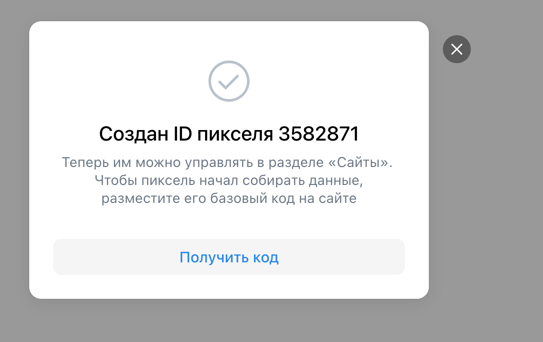 Создан ID пикселя 3582871
Теперь им можно управлять в разделе «Сайты».
Чтобы пиксель начал собирать данные,
разместите его базовый код на сайте
Получить код